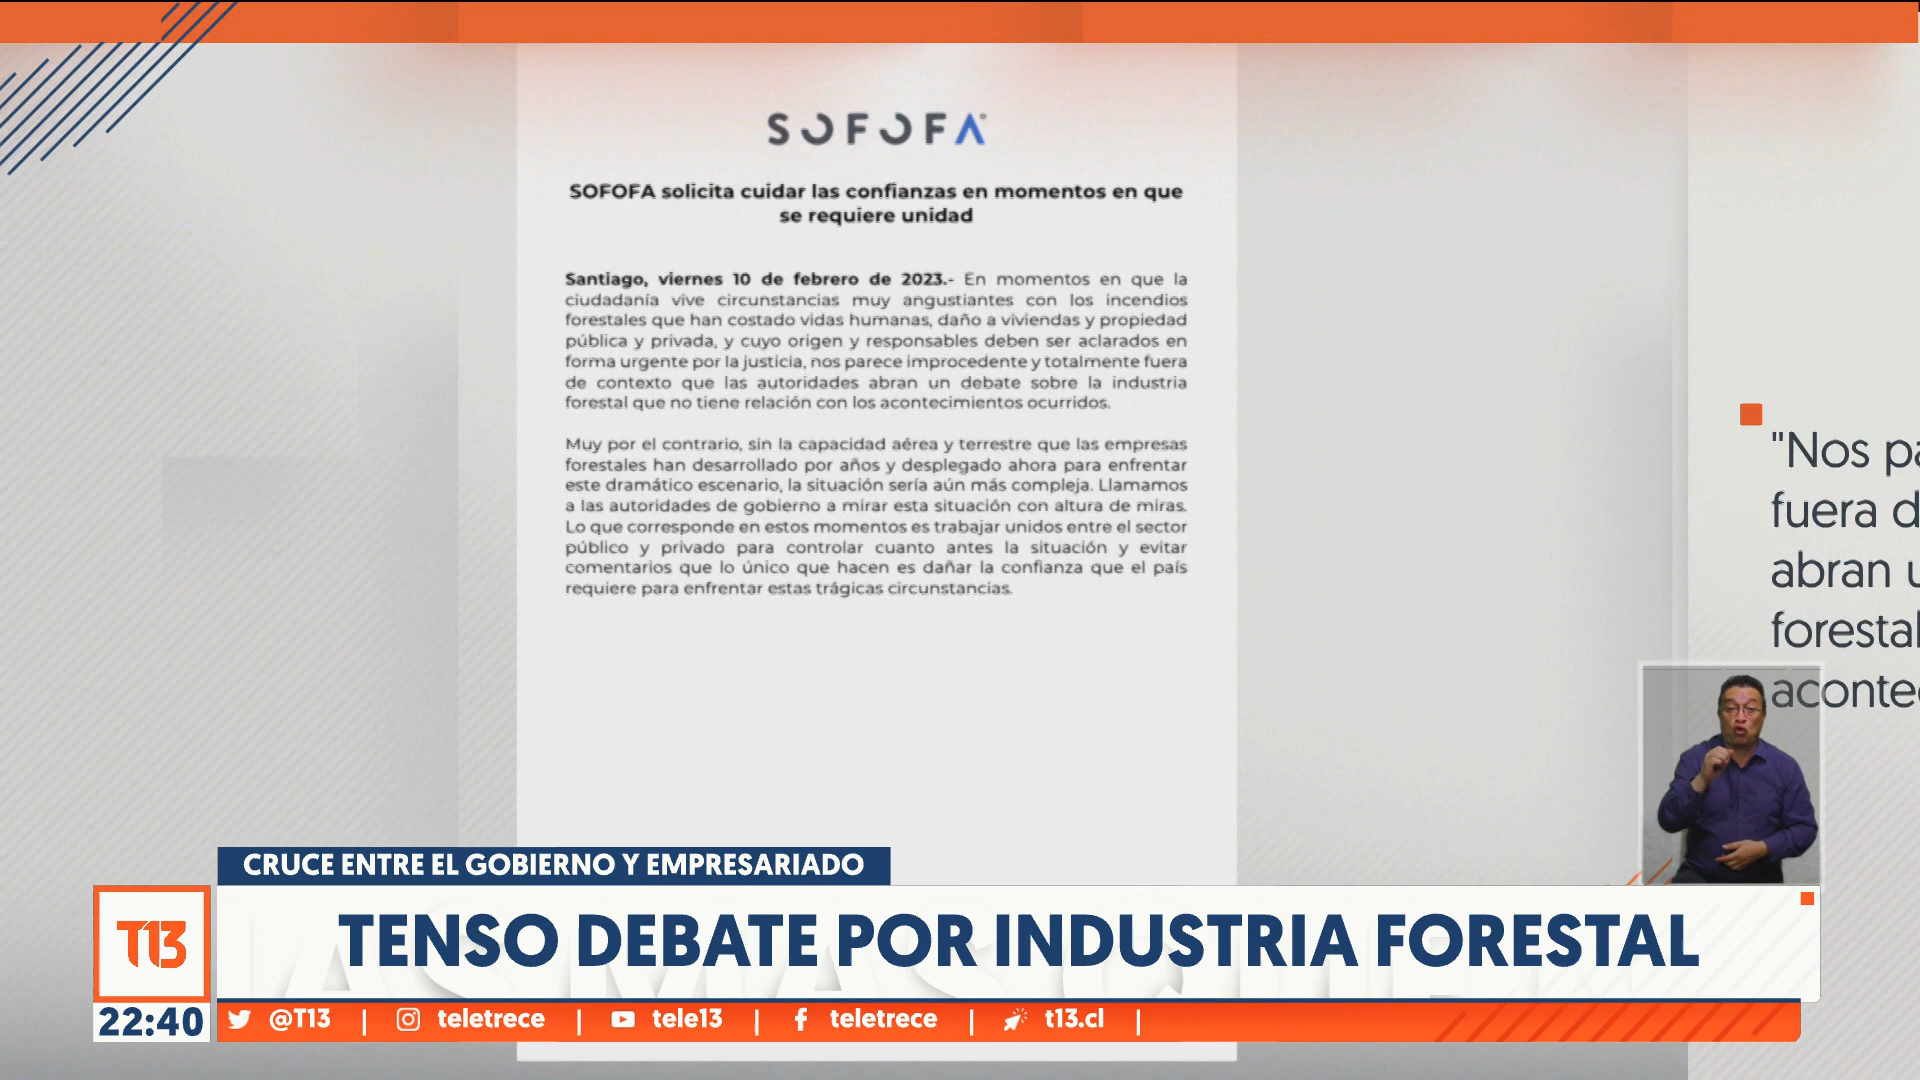 SOFOFA
SOFOFA solicita cuidar las confianzas en momentos en que
se requiere unidad
Santiago, viernes 10 de febrero de 2023.- En momentos en que la
ciudadanía vive circunstancias muy angustiantes con los incendios
forestales que han costado vidas humanas, daño a viviendas y propiedad
pública y privada, y cuyo origen y responsables deben ser aclarados en
forma urgente por la justicia, nos parece improcedente y totalmente fuera
de contexto que las autoridades abran un debate sobre la industria
forestal que no tiene relación con los acontecimientos ocurridos.
Muy por el contrario, sin la capacidad aérea y terrestre que las empresas
forestales han desarrollado por años y desplegado ahora para enfrentar
este dramático escenario, la situación sería aún más compleja. Llamamos
a las autoridades de gobierno a mirar esta situación con altura de miras.
Lo que corresponde en estos momentos es trabajar unidos entre el sector
público y privado para controlar cuanto antes la situación y evitar
comentarios que lo único que hacen es dañar la confianza que el país
requiere para enfrentar estas trágicas circunstancias.
"Nos pa
fuera d
abran u
forestal
acontec
CRUCE ENTRE EL GOBIERNO Y EMPRESARIADO
TENSO DEBATE POR INDUSTRIA FORESTAL
T13
22:40
@T13 | teletrece | tele13 | teletrece | t13.cl |